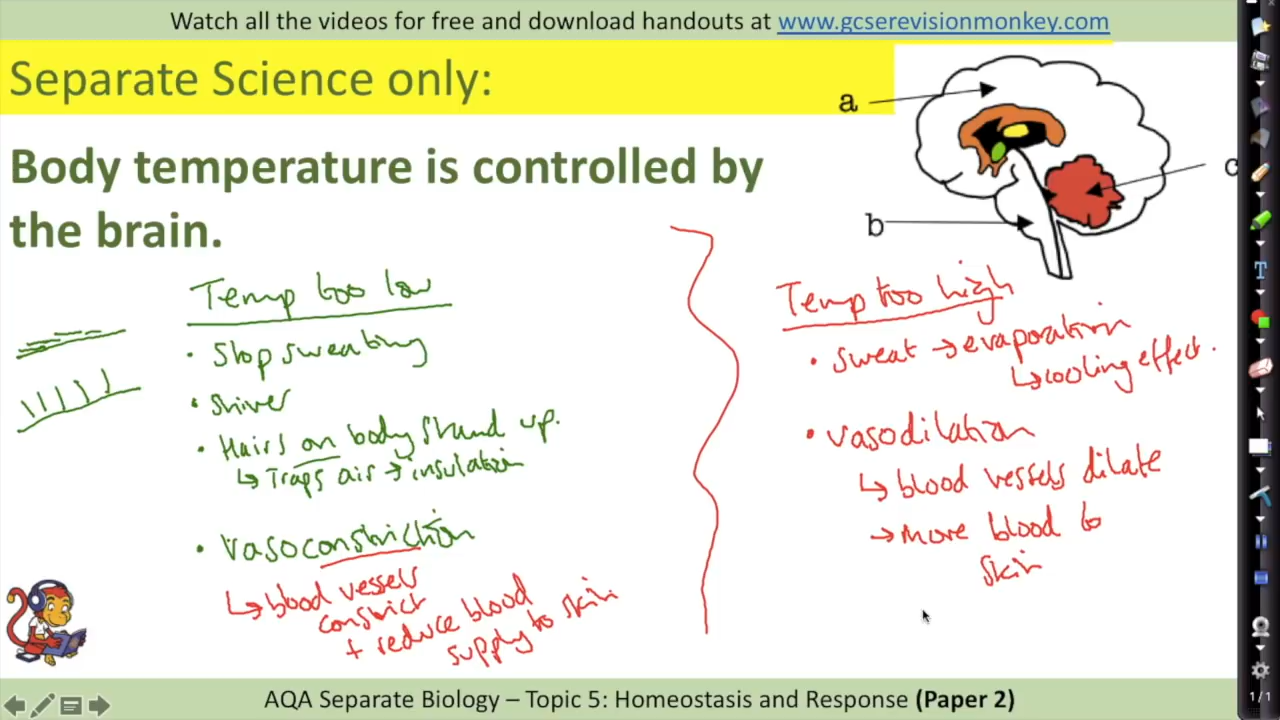 Watch all the videos for free and download handouts at www.gcserevisionmonkey.com
Separate Science only:
Body temperature is controlled by
the brain.
a
b
c
Temp too low
• Stop sweating
• Shiver
• Hairs on body stand up.
↳ Traps air → insulation
• vasoconstriction
↳ blood vessels
constrict
+ reduce blood
supply to skin
Temp too high
• sweat → evaporation
↳ cooling effect.
• vasodilation
↳ blood vessels dilate
→ more blood to
skin
AQA Separate Biology – Topic 5: Homeostasis and Response (Paper 2)
1/1